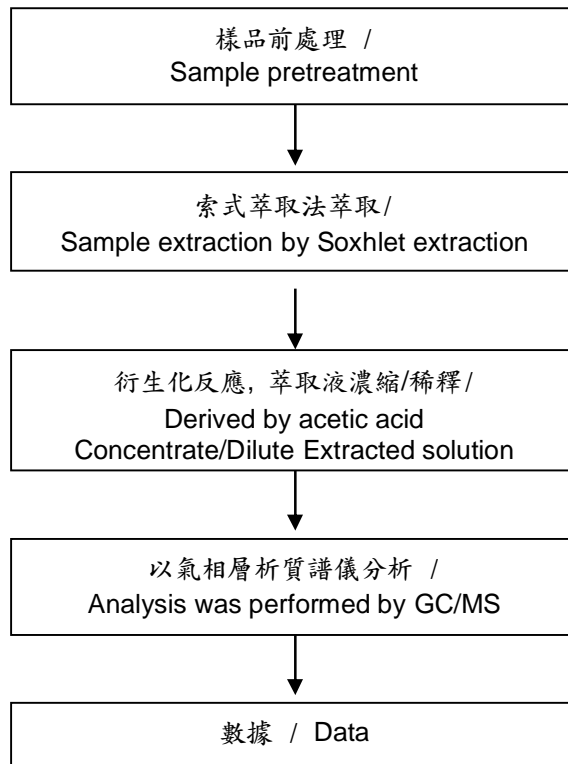 樣品前處理 /
Sample pretreatment
索式萃取法萃取/
Sample extraction by Soxhlet extraction
衍生化反應, 萃取液濃縮/稀釋/
Derived by acetic acid
Concentrate/Dilute Extracted solution
以氣相層析質譜儀分析 /
Analysis was performed by GC/MS
數據 / Data